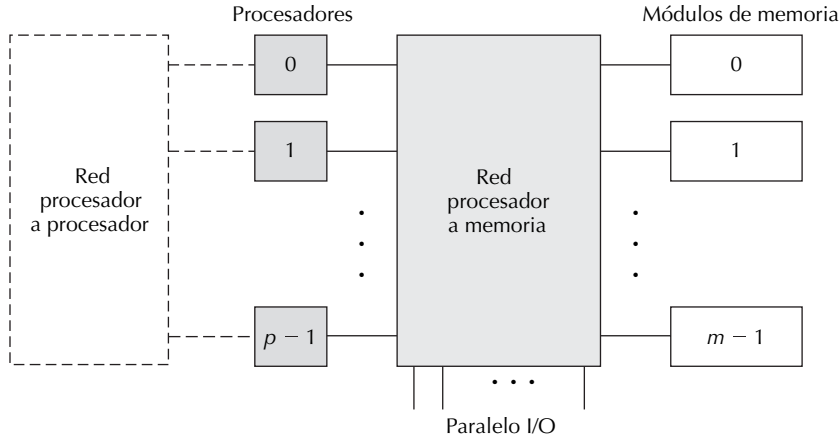 Procesadores
Módulos de memoria
0
0
1
1
Red
procesador
a procesador
Red
procesador
a memoria
p − 1
m − 1
Paralelo I/O